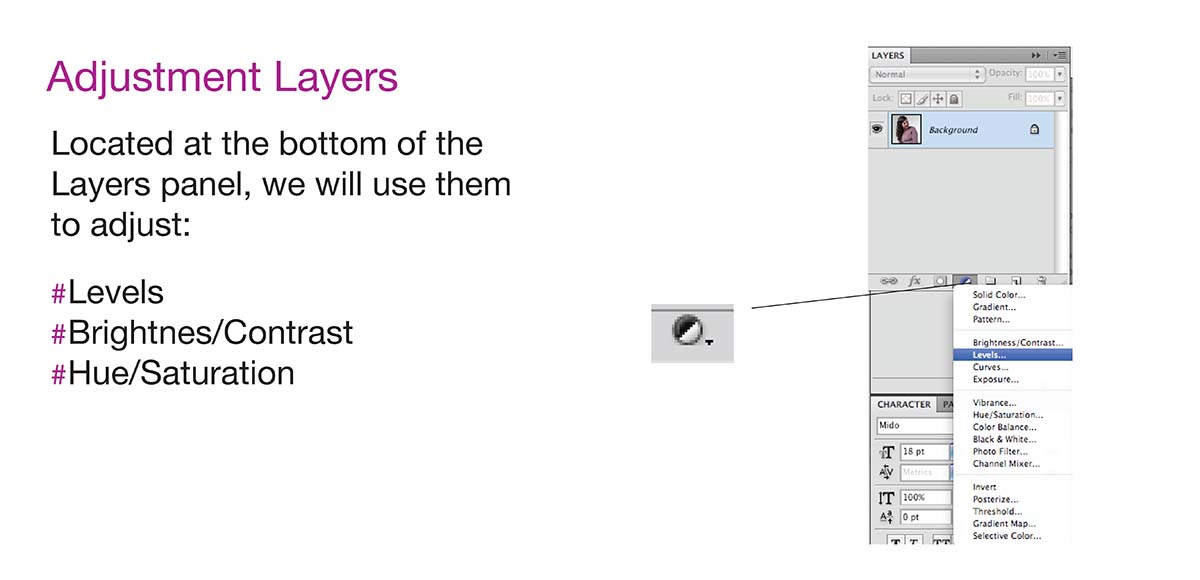 Adjustment Layers
Located at the bottom of the
Layers panel, we will use them
to adjust:
#Levels
#Brightnes/Contrast
#Hue/Saturation
LAYERS
Normal
Opacity: 100%
Lock:
Fill: 100%
Background
fx
Solid Color...
Gradient...
Pattern...
Brightness/Contrast...
Levels...
Curves...
Exposure...
Vibrance...
Hue/Saturation...
Color Balance...
Black & White...
Photo Filter...
Channel Mixer...
Invert
Posterize...
Threshold...
Gradient Map...
Selective Color...
CHARACTER PA
Mido
18 pt
Metrics
100%
0 pt
T T TT